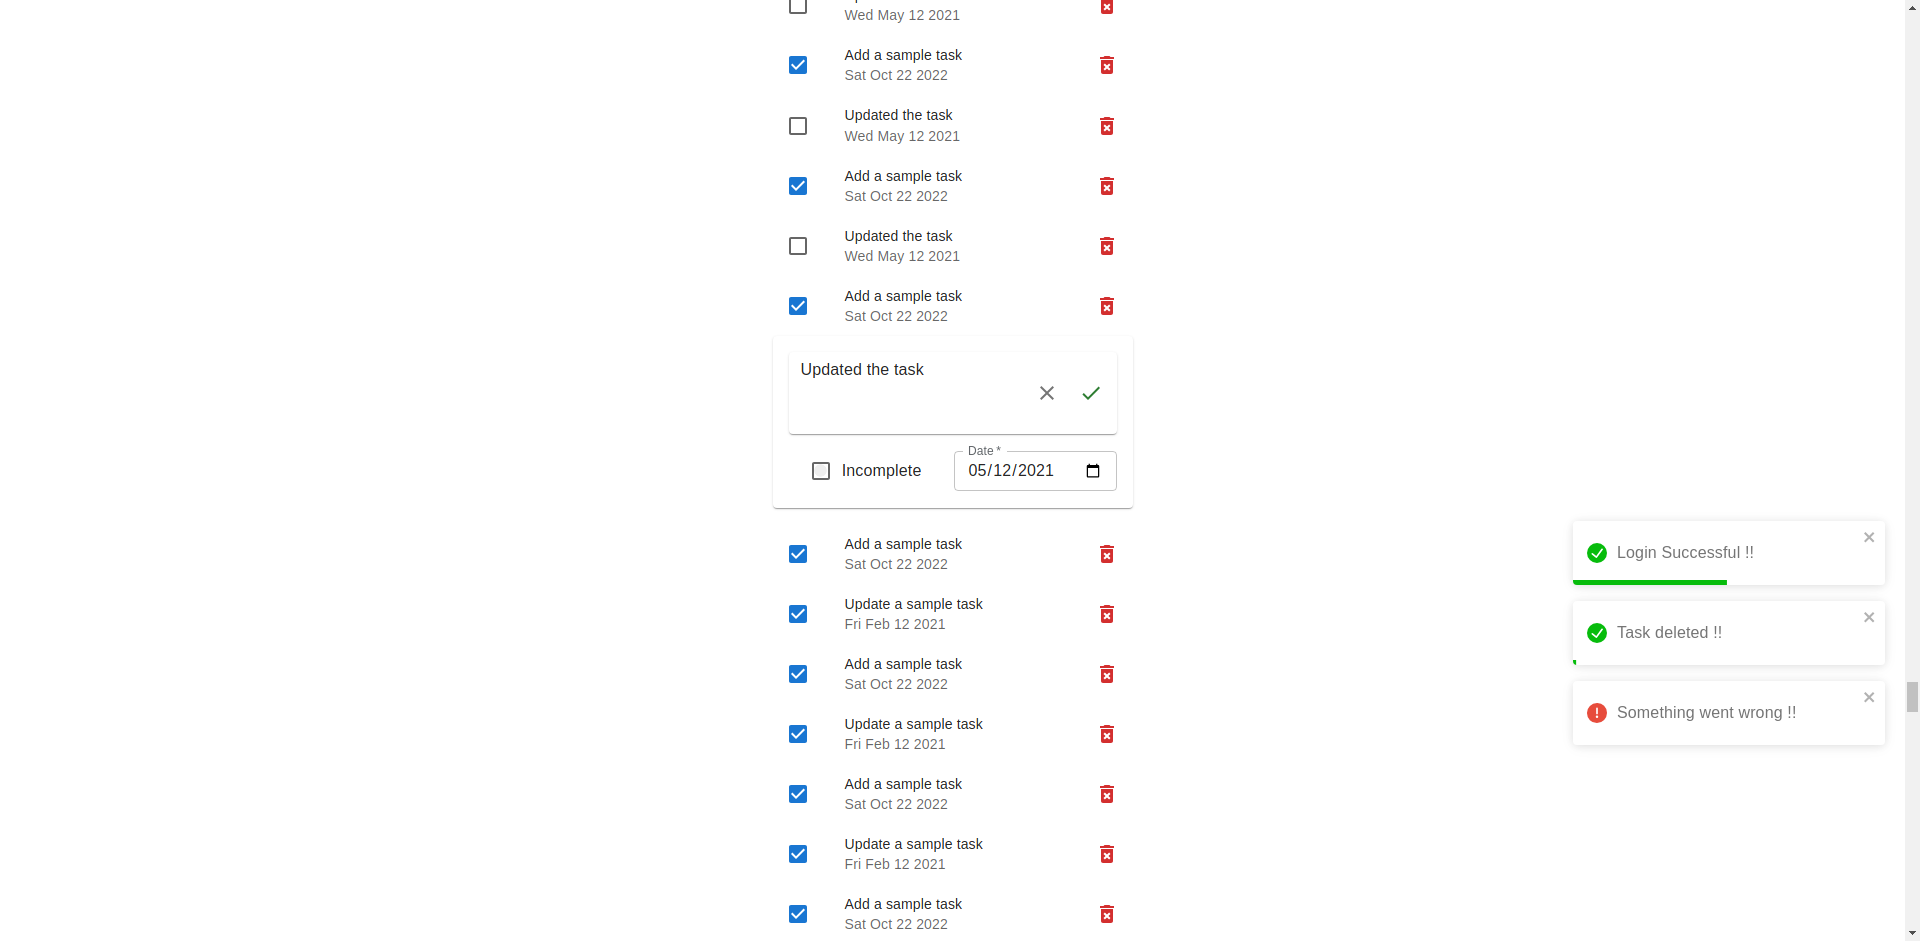 Wed May 12 2021
Add a sample task
Sat Oct 22 2022
Updated the task
Wed May 12 2021
Add a sample task
Sat Oct 22 2022
Updated the task
Wed May 12 2021
Add a sample task
Sat Oct 22 2022
Updated the task
Date *
Incomplete
05/12/2021
Add a sample task
Sat Oct 22 2022
Update a sample task
Fri Feb 12 2021
Add a sample task
Sat Oct 22 2022
Update a sample task
Fri Feb 12 2021
Add a sample task
Sat Oct 22 2022
Update a sample task
Fri Feb 12 2021
Add a sample task
Sat Oct 22 2022
Login Successful !!
Task deleted !!
Something went wrong !!